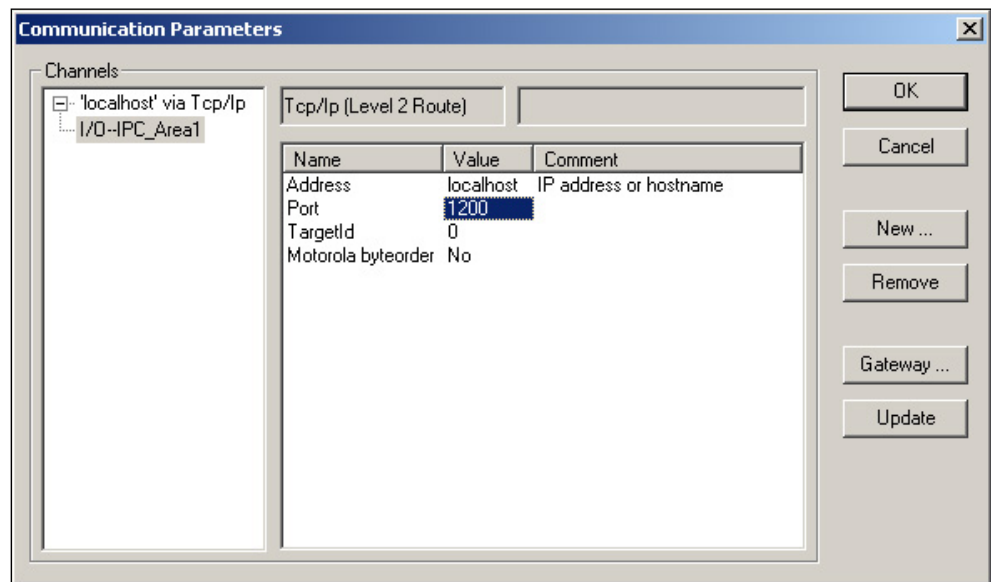 Communication Parameters
Channels
'localhost' via Tcp/Ip
I/O--IPC_Area1
Tcp/Ip (Level 2 Route)
Name Value Comment
Address localhost IP address or hostname
Port 1200
TargetId 0
Motorola byteorder No
OK
Cancel
New ...
Remove
Gateway ...
Update